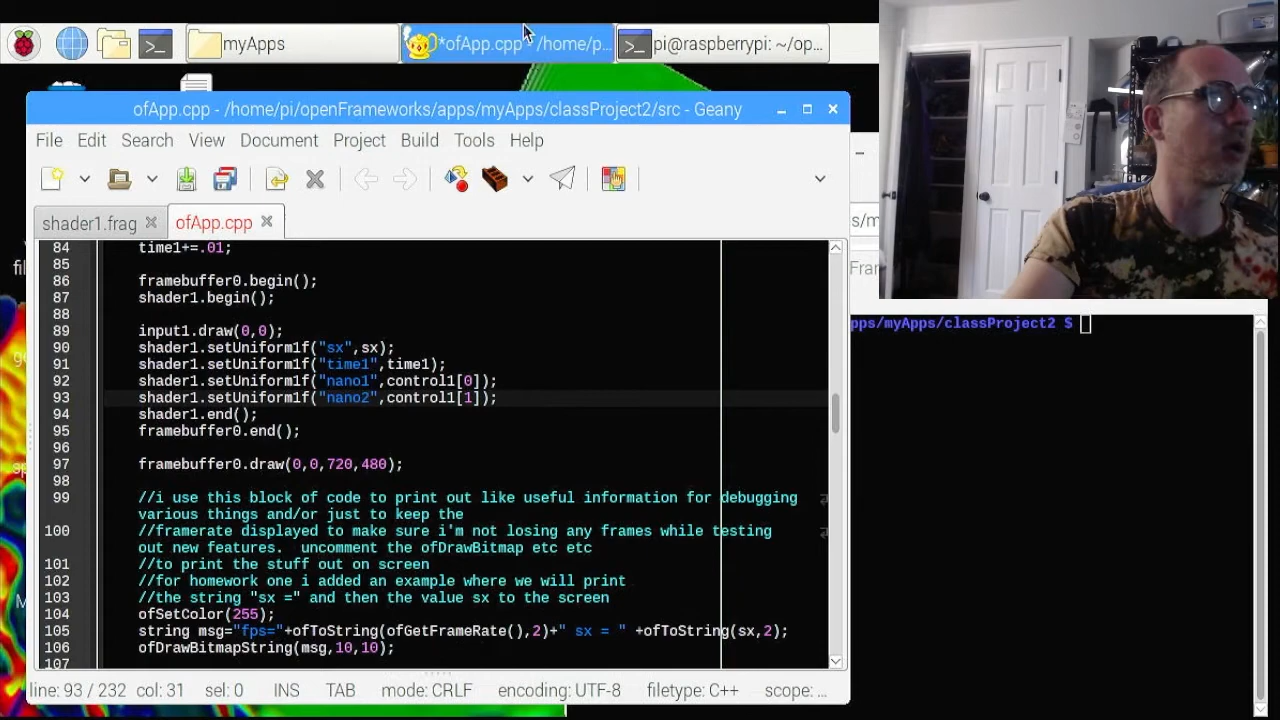 myApps
*ofApp.cpp - /home/p...
pi@raspberrypi: ~/op...
ofApp.cpp - /home/pi/openFrameworks/apps/myApps/classProject2/src - Geany
File Edit Search View Document Project Build Tools Help
shader1.frag
ofApp.cpp
84 time1+=.01;
85
86 framebuffer0.begin();
87 shader1.begin();
88
89 input1.draw(0,0);
90 shader1.setUniform1f("sx",sx);
91 shader1.setUniform1f("time1",time1);
92 shader1.setUniform1f("nano1",control1[0]);
93 shader1.setUniform1f("nano2",control1[1]);
94 shader1.end();
95 framebuffer0.end();
96
97 framebuffer0.draw(0,0,720,480);
98
99 //i use this block of code to print out like useful information for debugging
various things and/or just to keep the
100 //framerate displayed to make sure i'm not losing any frames while testing
out new features.  uncomment the ofDrawBitmap etc etc
101 //to print the stuff out on screen
102 //for homework one i added an example where we will print
103 //the string "sx =" and then the value sx to the screen
104 ofSetColor(255);
105 string msg="fps="+ofToString(ofGetFrameRate(),2)+" sx = " +ofToString(sx,2);
106 ofDrawBitmapString(msg,10,10);
107
line: 93 / 232 col: 31 sel: 0 INS TAB mode: CRLF encoding: UTF-8 filetype: C++ scope: ...
s/m
Fra
pps/myApps/classProject2 $